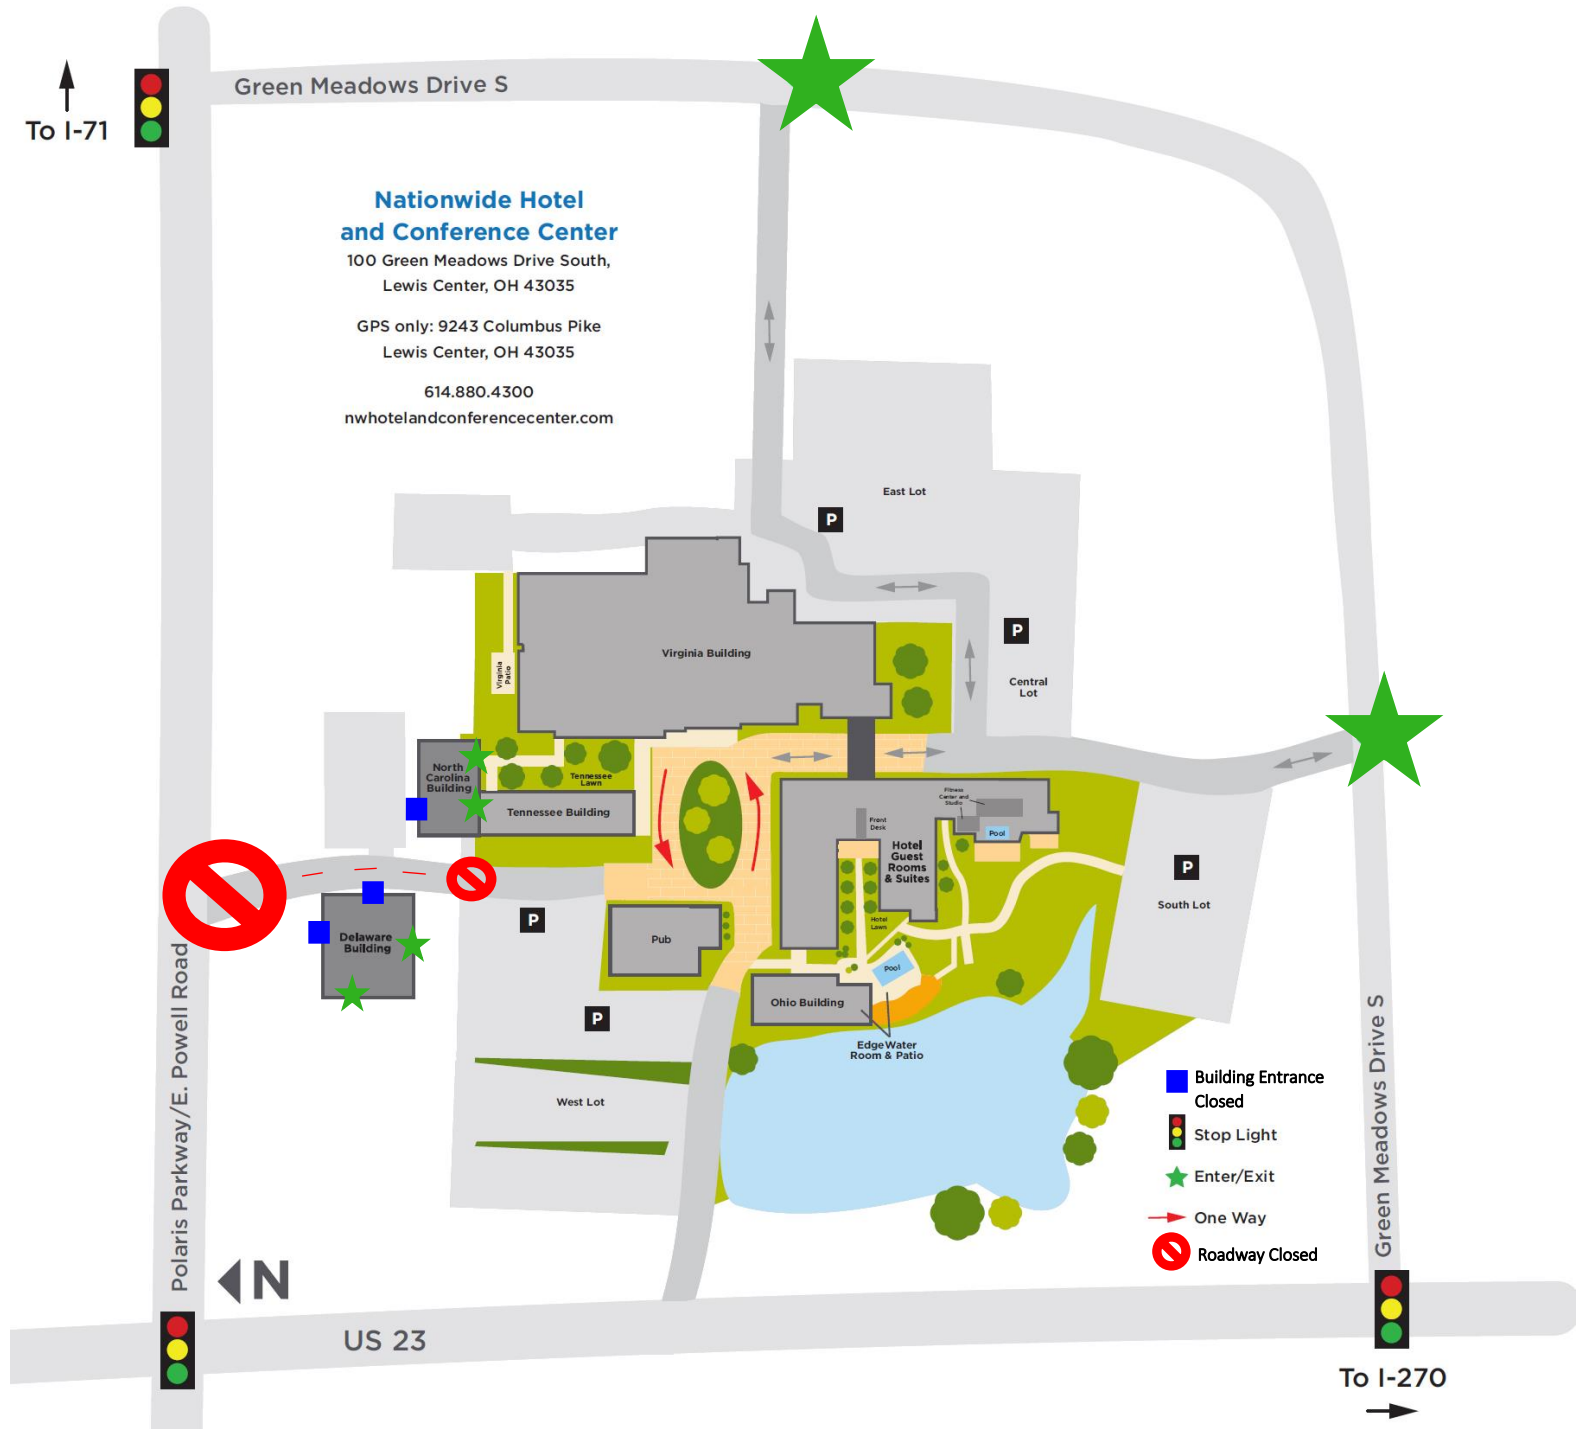 Green Meadows Drive S
To I-71
Nationwide Hotel
and Conference Center
100 Green Meadows Drive South,
Lewis Center, OH 43035
GPS only: 9243 Columbus Pike
Lewis Center, OH 43035
614.880.4300
nwhotelandconferencecenter.com
East Lot
P
P
Virginia Building
Virginia
Patio
Central
Lot
North
Carolina
Building
Tennessee
Lawn
Tennessee Building
Fitness
Center and
Studio
Front
Desk
Pool
Hotel
Guest
Rooms
& Suites
P
South Lot
P
Hotel
Lawn
Pub
Delaware
Building
Pool
Ohio Building
P
EdgeWater
Room & Patio
West Lot
Polaris Parkway/E. Powell Road
Green Meadows Drive S
Building Entrance
Closed
Stop Light
Enter/Exit
One Way
Roadway Closed
N
US 23
To I-270